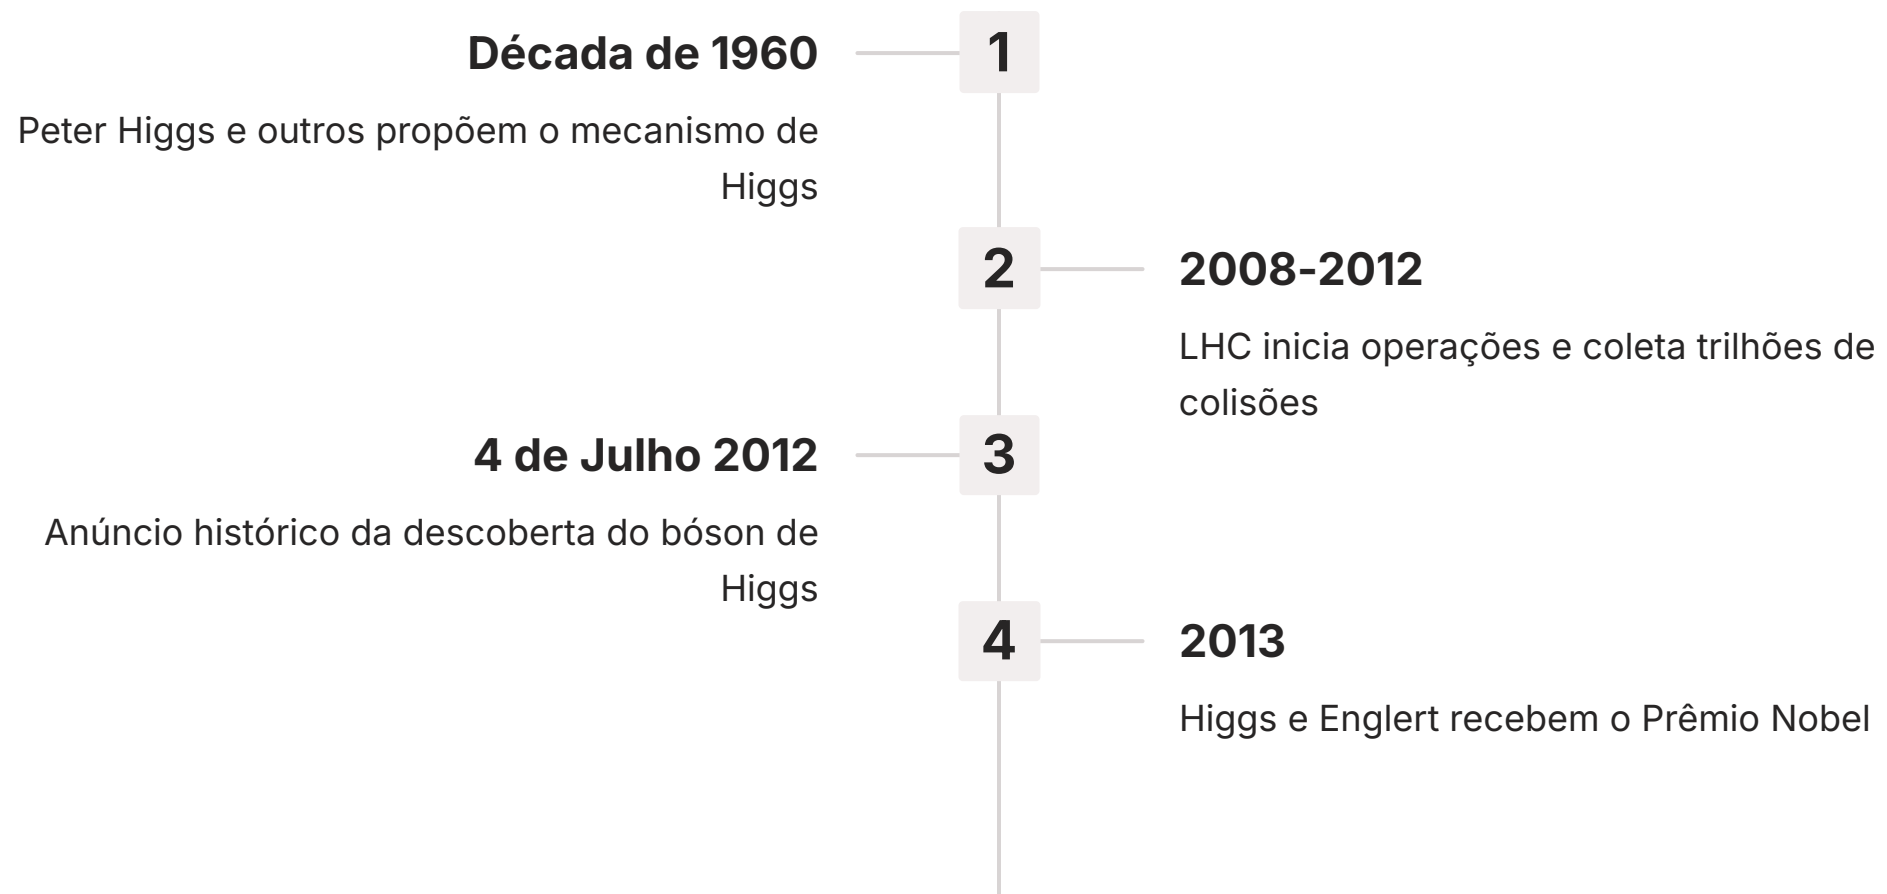 Década de 1960
1
Peter Higgs e outros propõem o mecanismo de
Higgs
2
2008-2012
LHC inicia operações e coleta trilhões de
colisões
4 de Julho 2012
3
Anúncio histórico da descoberta do bóson de
Higgs
4
2013
Higgs e Englert recebem o Prêmio Nobel